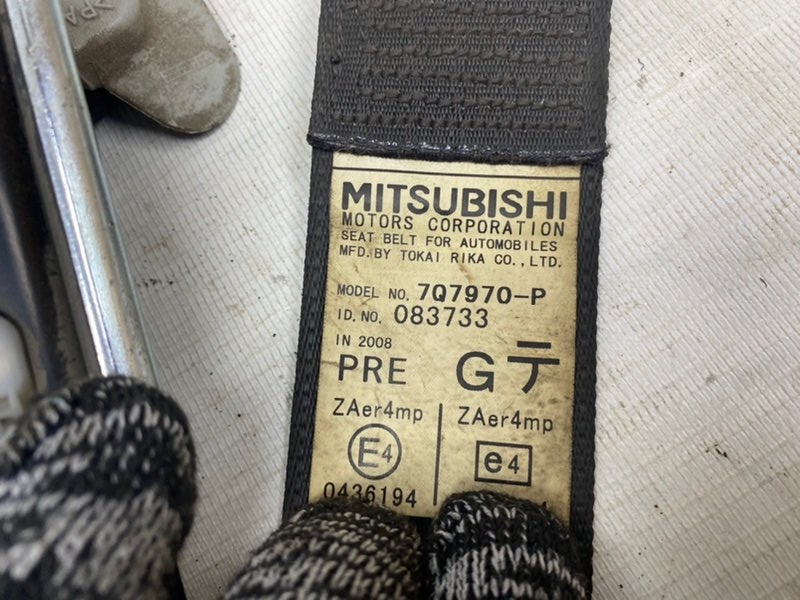 MITSUBISHI
MOTORS CORPORATION
SEAT BELT FOR AUTOMOBILES
MFD. BY TOKAI RIKA CO., LTD.
MODEL NO. 7Q7970-P
ID. NO. 083733
IN 2008
PRE Gテ
ZAer4mp ZAer4mp
E4 e4
0436194